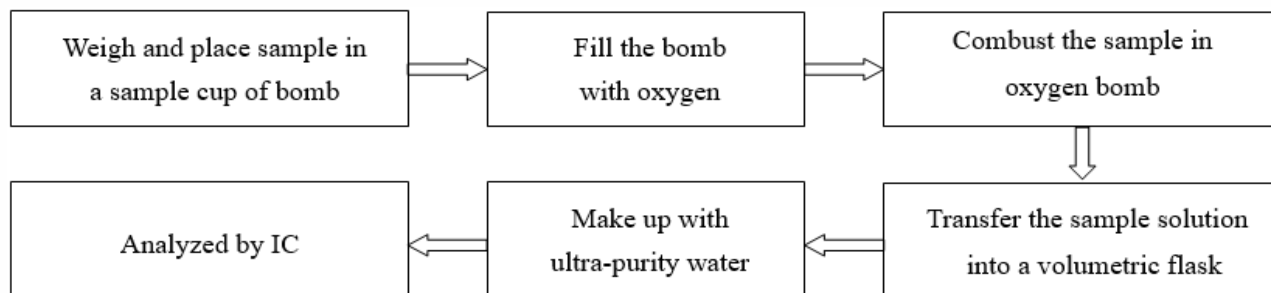 Weigh and place sample in
a sample cup of bomb
Fill the bomb
with oxygen
Combust the sample in
oxygen bomb
Transfer the sample solution
into a volumetric flask
Make up with
ultra-purity water
Analyzed by IC